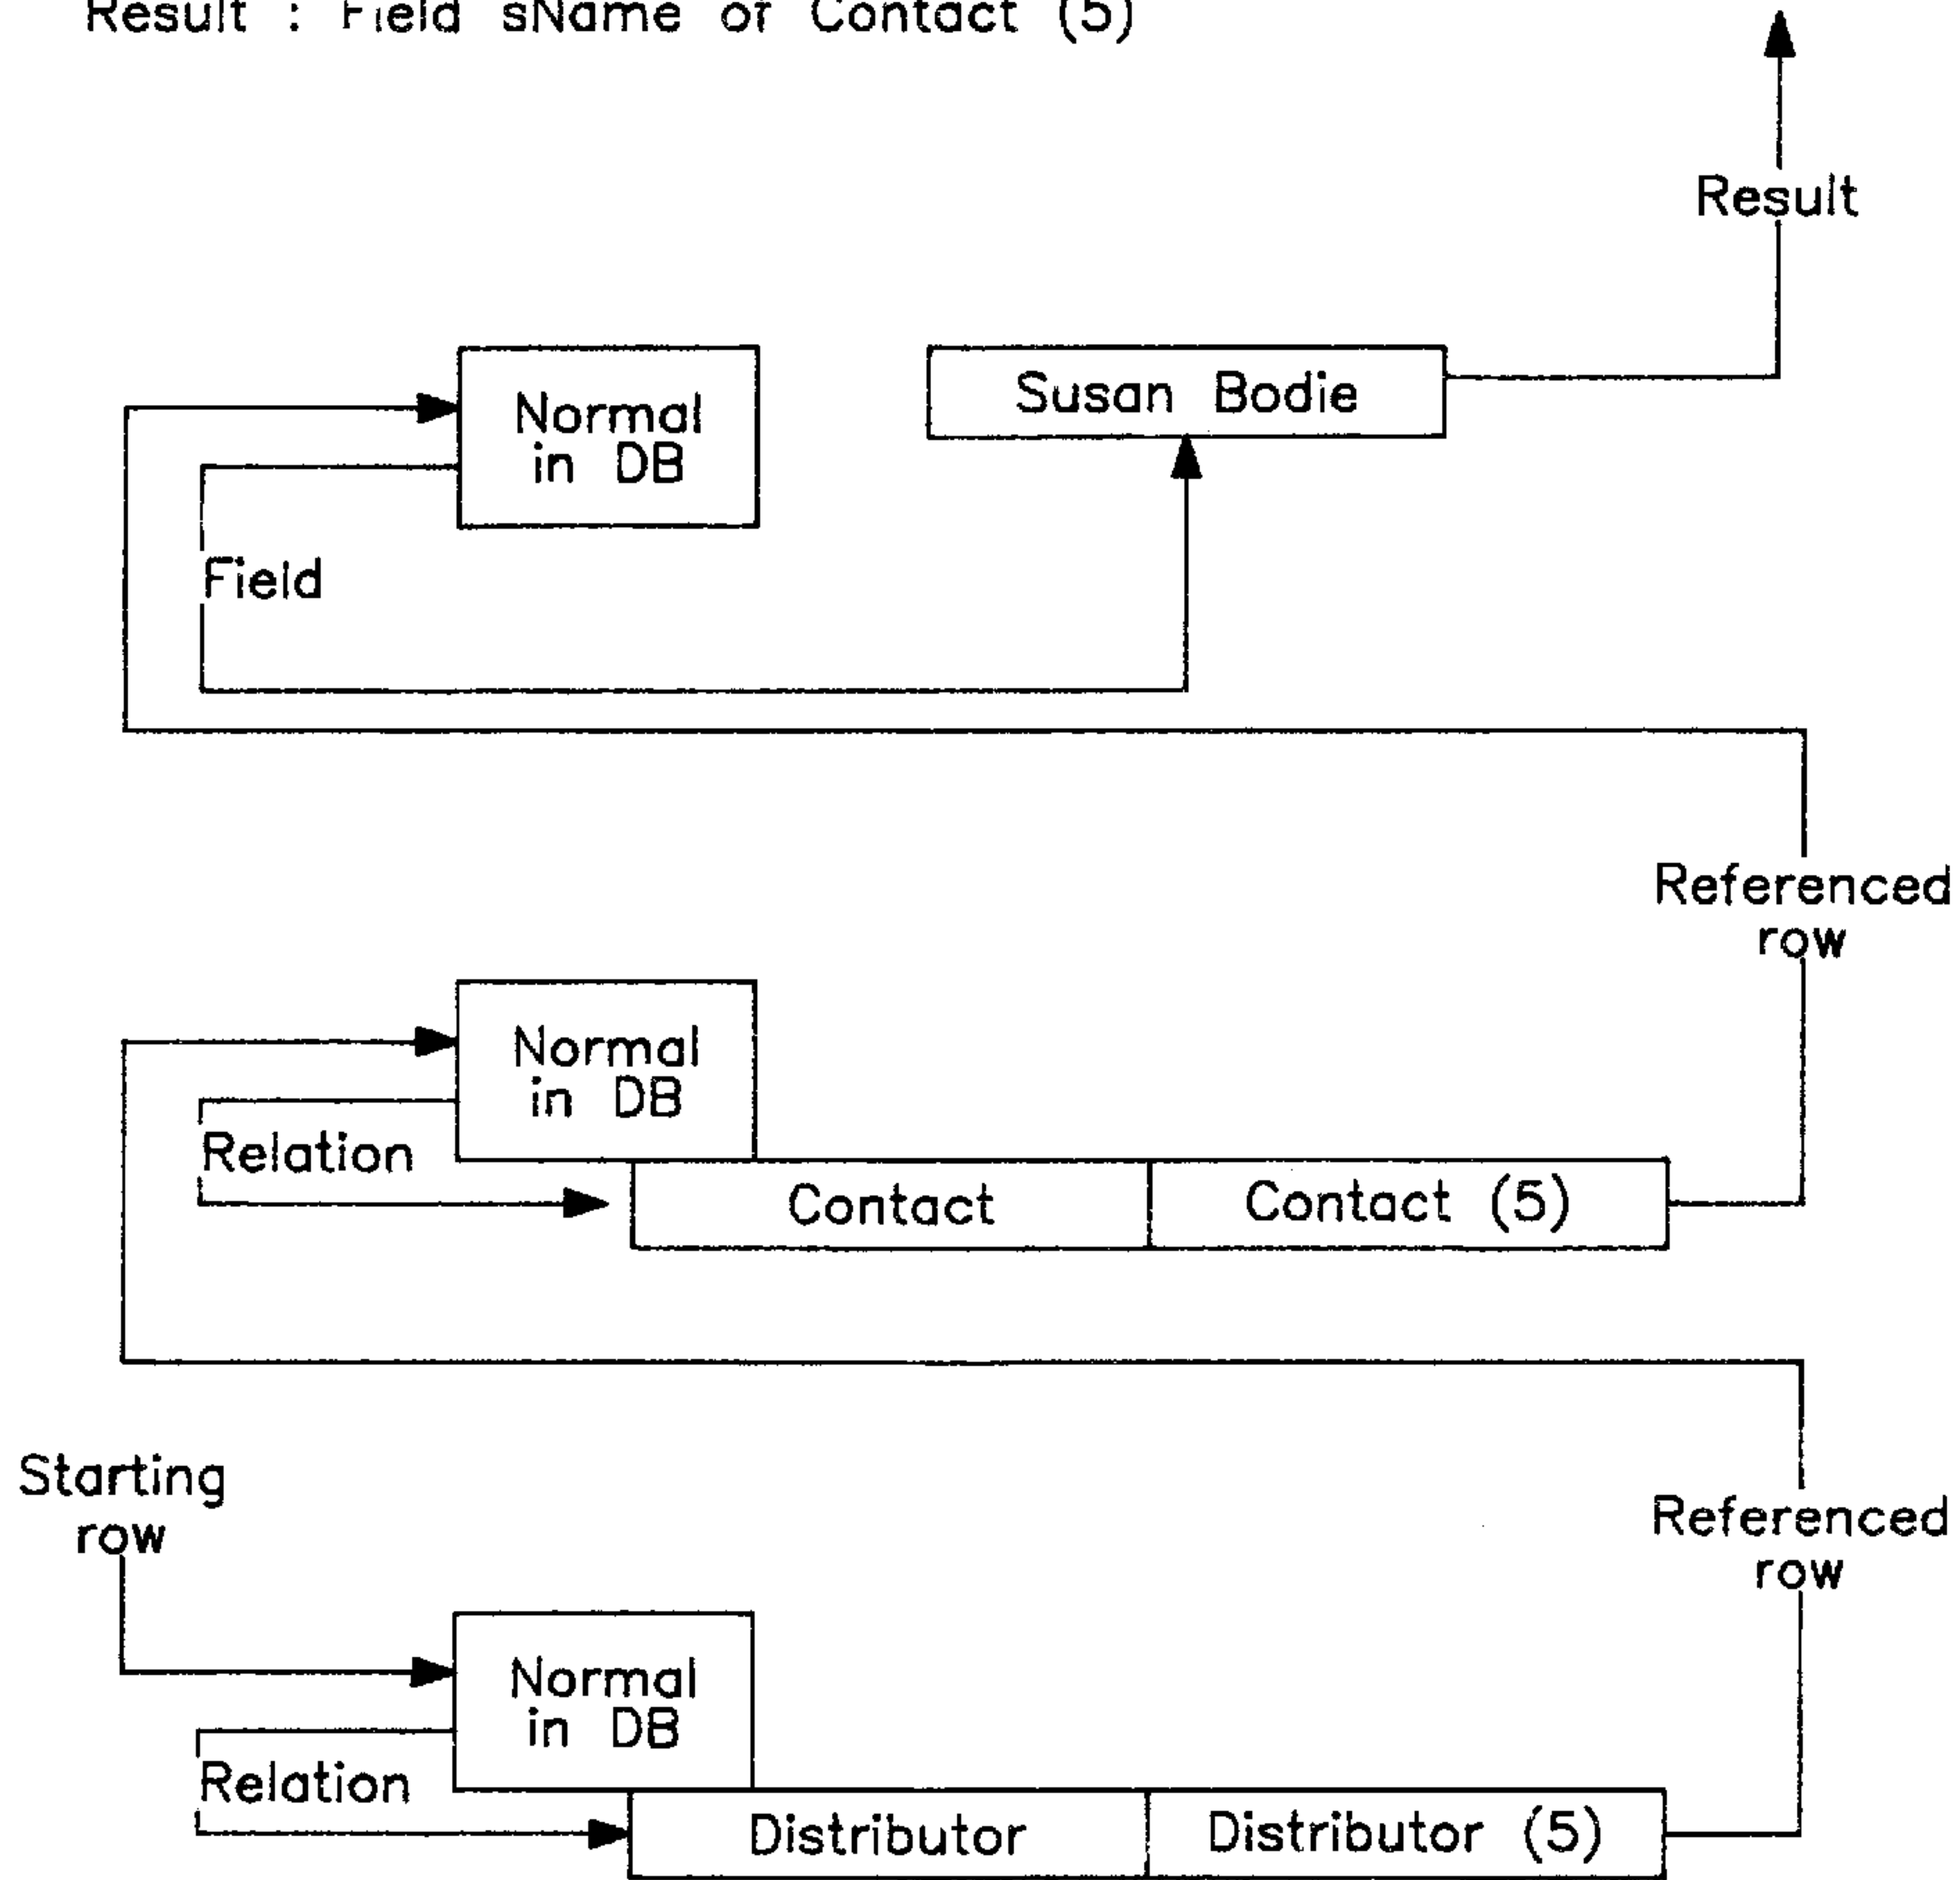 Result : Field sName of Contact (5)
Result
Normal
in DB
Susan Bodie
Field
Referenced
row
Normal
in DB
Relation
Contact
Contact (5)
Starting
row
Referenced
row
Normal
in DB
Relation
Distributor
Distributor (5)